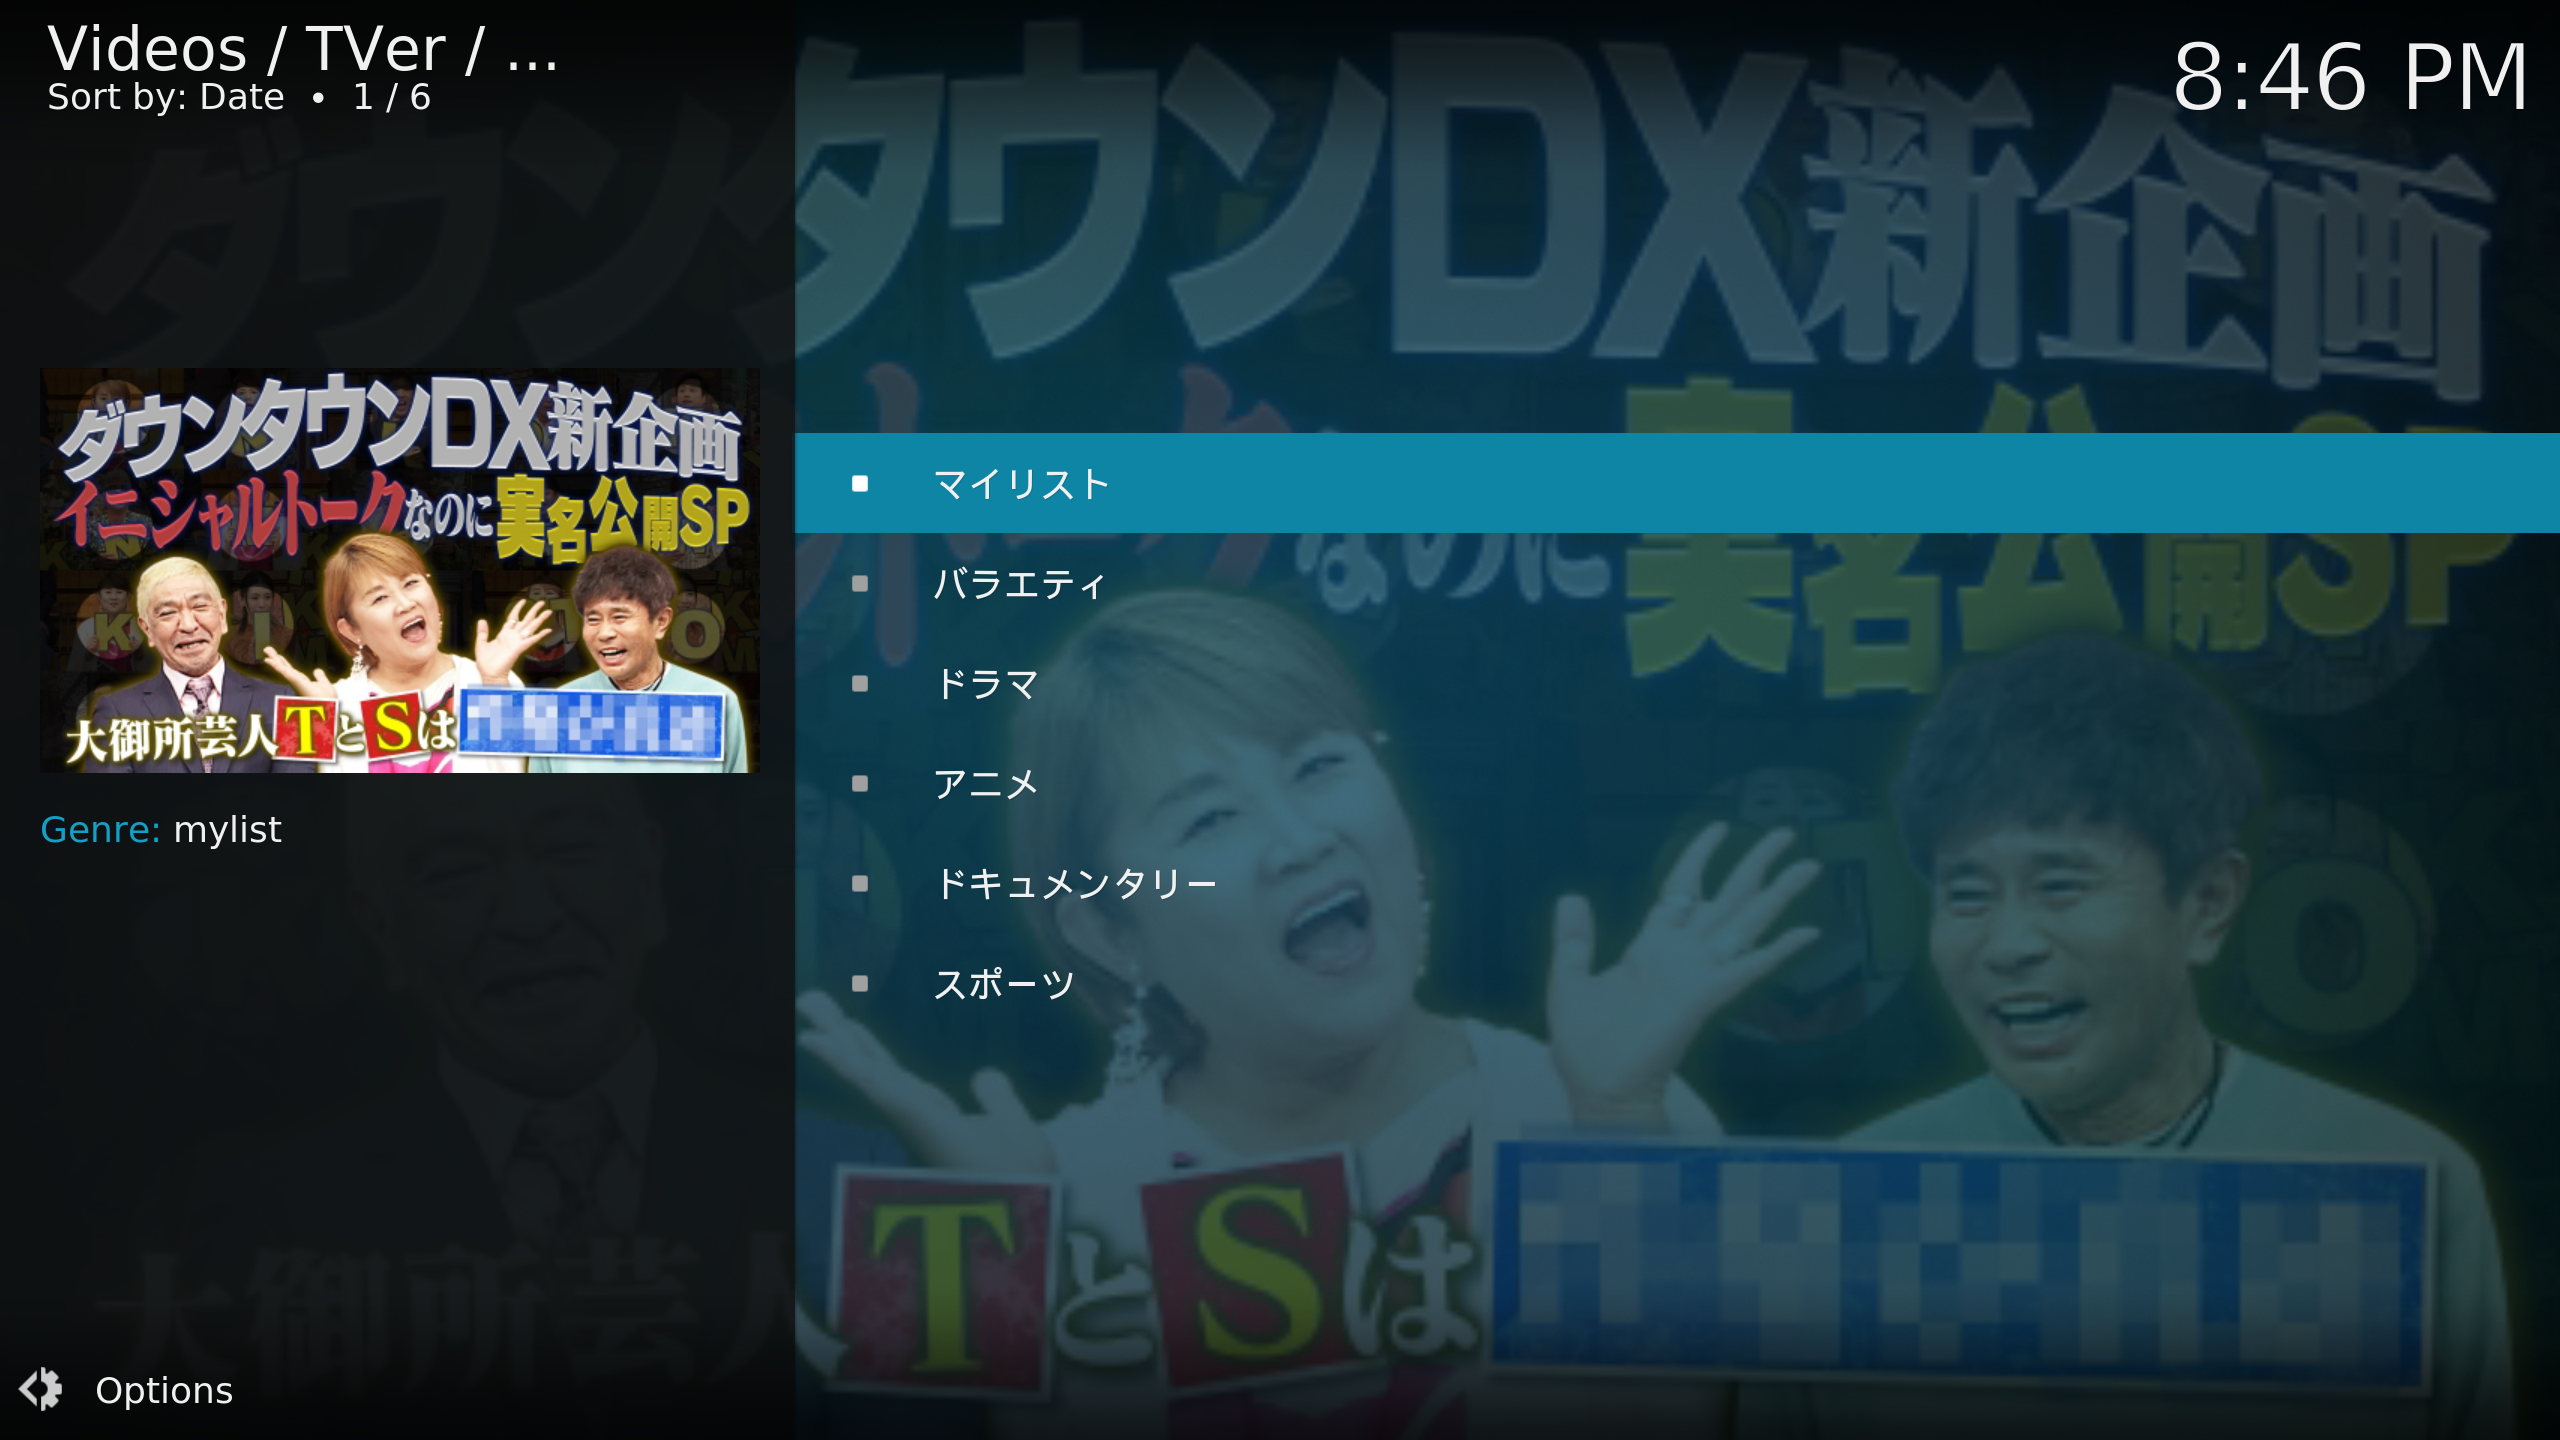 Videos / TVer / ...
Sort by: Date • 1 / 6
8:46 PM
ダウンタウンDX新企画
イニシャルトークなのに実名公開SP
大御所芸人TとSは
Genre: mylist
マイリスト
バラエティ
ドラマ
アニメ
ドキュメンタリー
スポーツ
Options